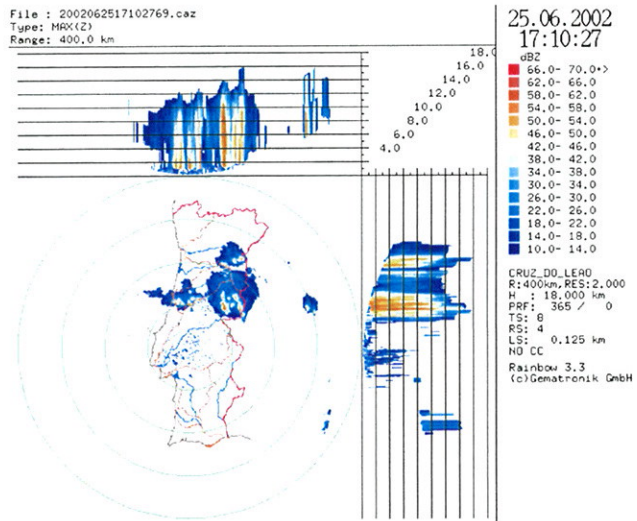 File : 2002062517102769.caz
Type: MAX(Z)
Range: 400.0 km
18.0
16.0
14.0
12.0
10.0
8.0
6.0
4.0
25.06.2002
17:10:27
dBZ
66.0- 70.0+>
62.0- 66.0
58.0- 62.0
54.0- 58.0
50.0- 54.0
46.0- 50.0
42.0- 46.0
38.0- 42.0
34.0- 38.0
30.0- 34.0
26.0- 30.0
22.0- 26.0
18.0- 22.0
14.0- 18.0
10.0- 14.0
CRUZ_DO_LEAO
R:400km,RES:2.000
H : 18.000 km
PRF: 365 / 0
TS: 8
RS: 4
LS: 0.125 km
NO CC
Rainbow 3.3
(c)Gematronik GmbH